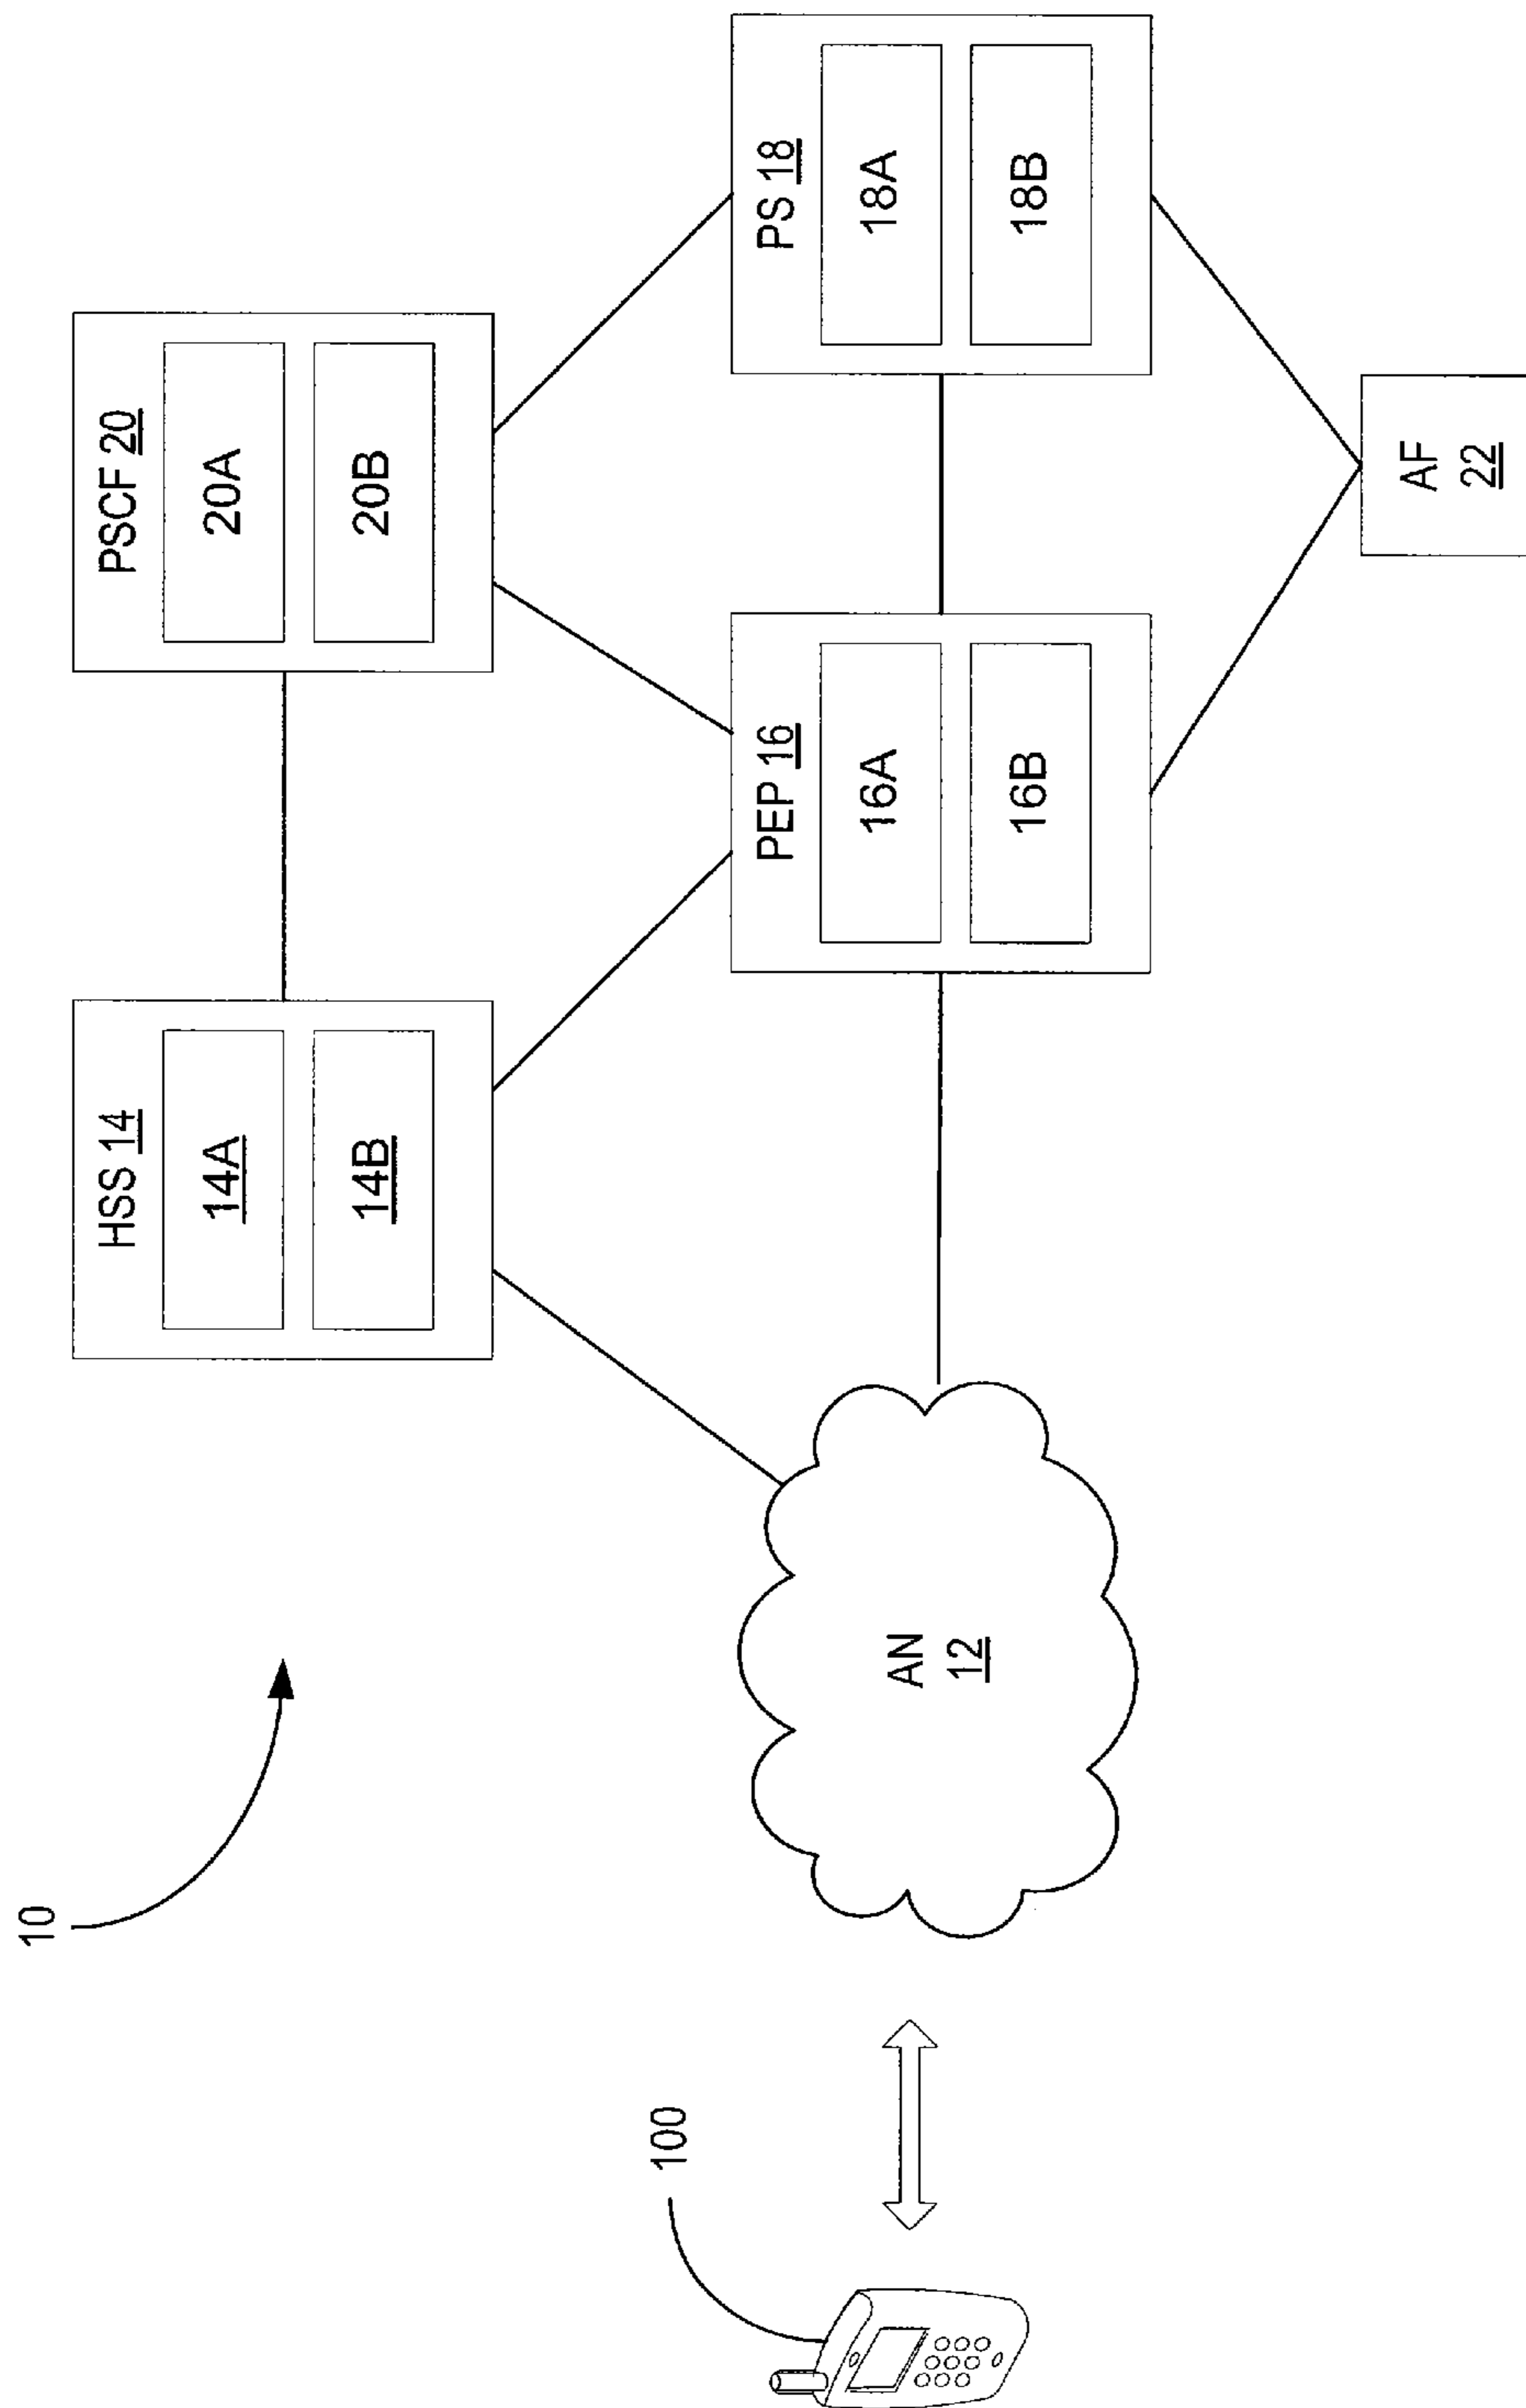 10
HSS 14
14A
14B
PSCF 20
20A
20B
100
AN
12
PEP 16
16A
16B
PS 18
18A
18B
AF
22